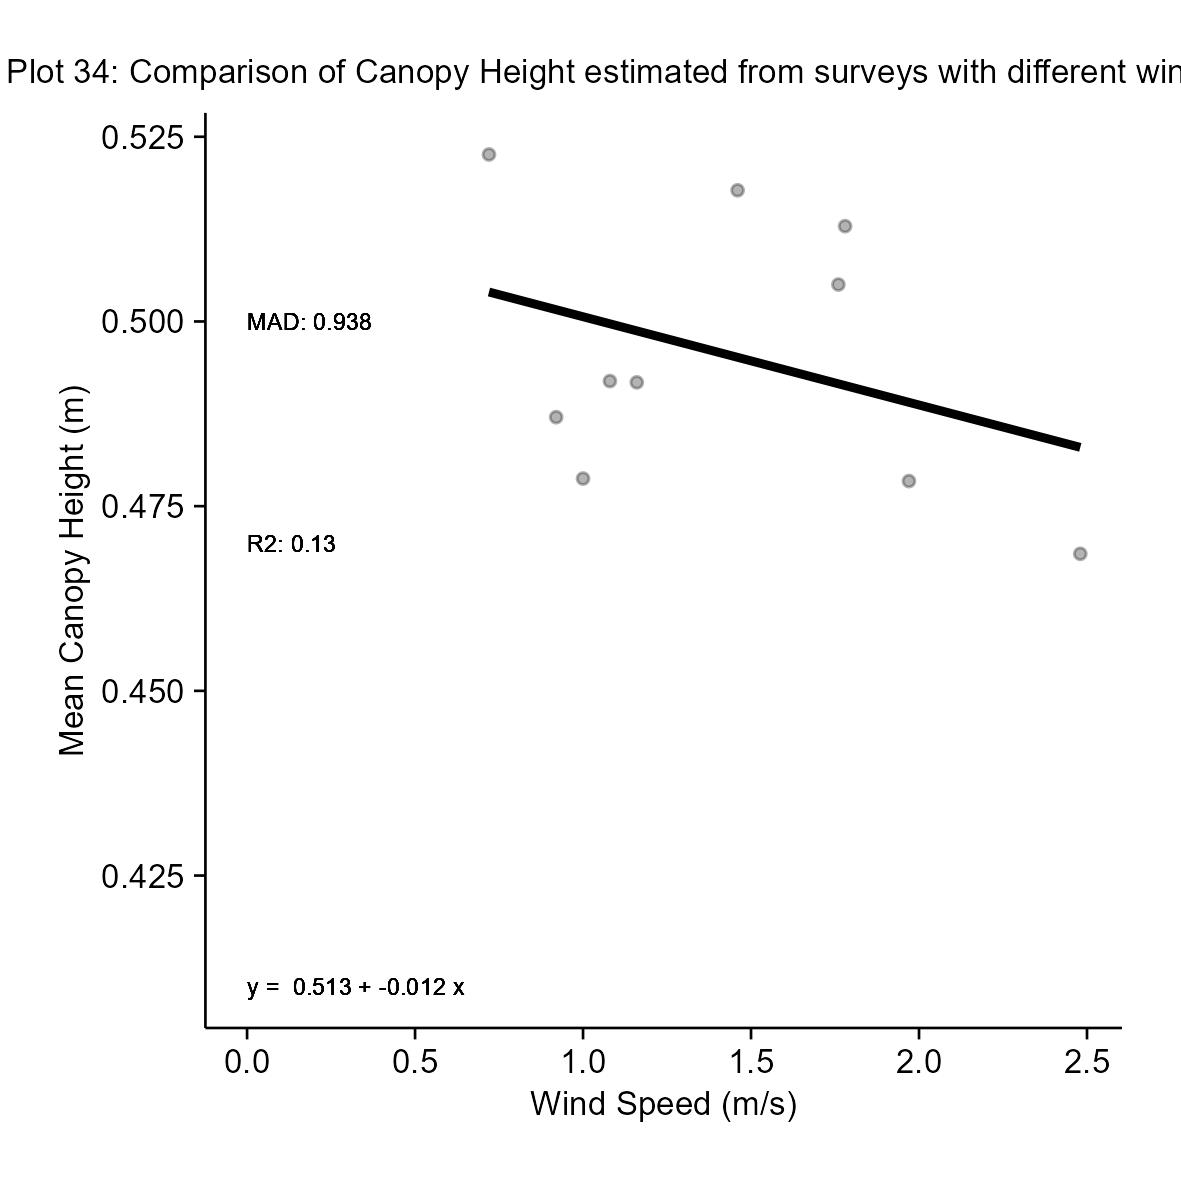 Plot 34: Comparison of Canopy Height estimated from surveys with different win
0.525
0.500
0.475
0.450
0.425
Mean Canopy Height (m)
MAD: 0.938
R2: 0.13
y =  0.513 + -0.012 x
0.0 0.5 1.0 1.5 2.0 2.5
Wind Speed (m/s)